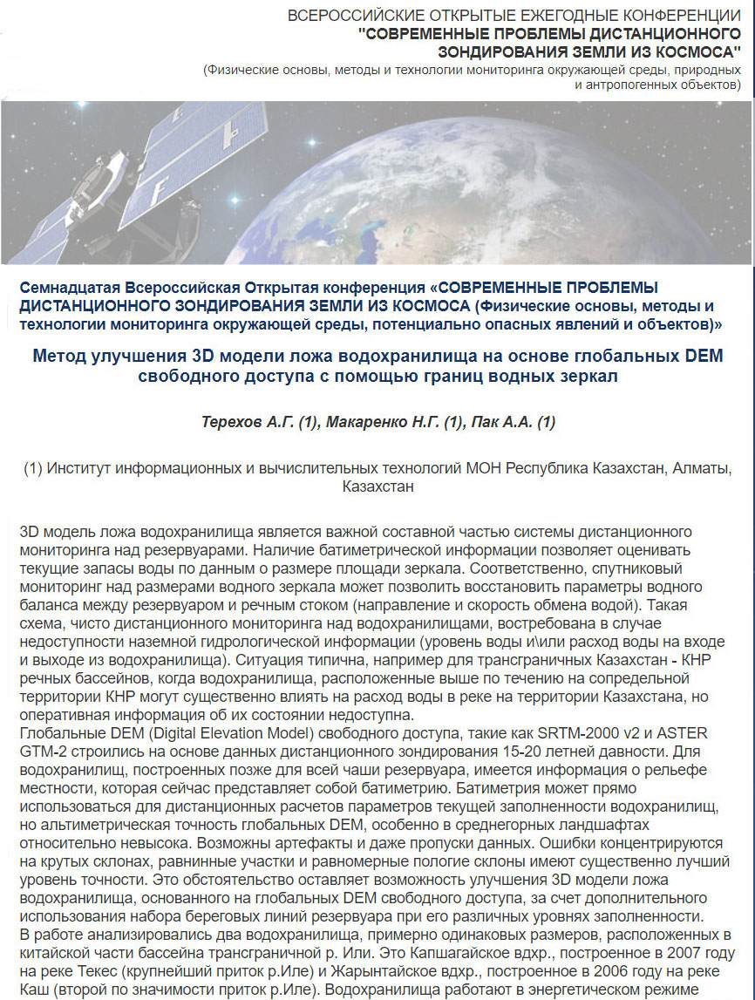 ВСЕРОССИЙСКИЕ ОТКРЫТЫЕ ЕЖЕГОДНЫЕ КОНФЕРЕНЦИИ
"СОВРЕМЕННЫЕ ПРОБЛЕМЫ ДИСТАНЦИОННОГО
ЗОНДИРОВАНИЯ ЗЕМЛИ ИЗ КОСМОСА"
(Физические основы, методы и технологии мониторинга окружающей среды, природных
и антропогенных объектов)
Семнадцатая Всероссийская Открытая конференция «СОВРЕМЕННЫЕ ПРОБЛЕМЫ
ДИСТАНЦИОННОГО ЗОНДИРОВАНИЯ ЗЕМЛИ ИЗ КОСМОСА (Физические основы, методы и
технологии мониторинга окружающей среды, потенциально опасных явлений и объектов)»
Метод улучшения 3D модели ложа водохранилища на основе глобальных DEM
свободного доступа с помощью границ водных зеркал
Терехов А.Г. (1), Макаренко Н.Г. (1), Пак А.А. (1)
(1) Институт информационных и вычислительных технологий МОН Республика Казахстан, Алматы,
Казахстан
3D модель ложа водохранилища является важной составной частью системы дистанционного
мониторинга над резервуарами. Наличие батиметрической информации позволяет оценивать
текущие запасы воды по данным о размере площади зеркала. Соответственно, спутниковый
мониторинг над размерами водного зеркала может позволить восстановить параметры водного
баланса между резервуаром и речным стоком (направление и скорость обмена водой). Такая
схема, чисто дистанционного мониторинга над водохранилищами, востребована в случае
недоступности наземной гидрологической информации (уровень воды и\или расход воды на входе
и выходе из водохранилища). Ситуация типична, например для трансграничных Казахстан - КНР
речных бассейнов, когда водохранилища, расположенные выше по течению на сопредельной
территории КНР могут существенно влиять на расход воды в реке на территории Казахстана, но
оперативная информация об их состоянии недоступна.
Глобальные DEM (Digital Elevation Model) свободного доступа, такие как SRTM-2000 v2 и ASTER
GTM-2 строились на основе данных дистанционного зондирования 15-20 летней давности. Для
водохранилищ, построенных позже для всей чаши резервуара, имеется информация о рельефе
местности, которая сейчас представляет собой батиметрию. Батиметрия может прямо
использоваться для дистанционных расчетов параметров текущей заполненности водохранилищ,
но альтиметрическая точность глобальных DEM, особенно в среднегорных ландшафтах
относительно невысока. Возможны артефакты и даже пропуски данных. Ошибки концентрируются
на крутых склонах, равнинные участки и равномерные пологие склоны имеют существенно лучший
уровень точности. Это обстоятельство оставляет возможность улучшения 3D модели ложа
водохранилища, основанного на глобальных DEM свободного доступа, за счет дополнительного
использования набора береговых линий резервуара при его различных уровнях заполненности.
В работе анализировались два водохранилища, примерно одинаковых размеров, расположенных в
китайской части бассейна трансграничной р. Или. Это Капшагайское вдхр., построенное в 2007 году
на реке Текес (крупнейший приток р.Иле) и Жарынтайское вдхр., построенное в 2006 году на реке
Каш (второй по значимости приток р.Иле). Водохранилища работают в энергетическом режиме